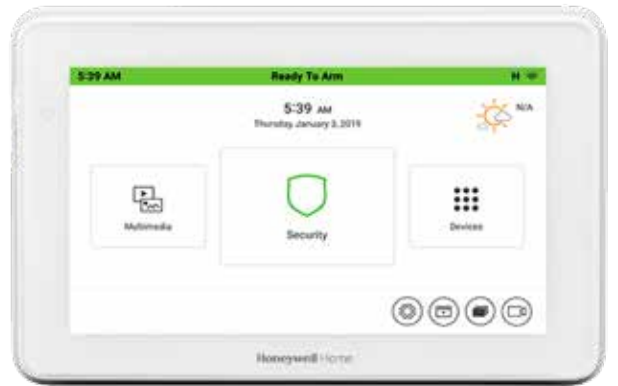 5:39 AM Ready To Arm H
5:39 AM
Thursday, January 3, 2019
N/A
Multimedia
Security
Devices
Honeywell Home